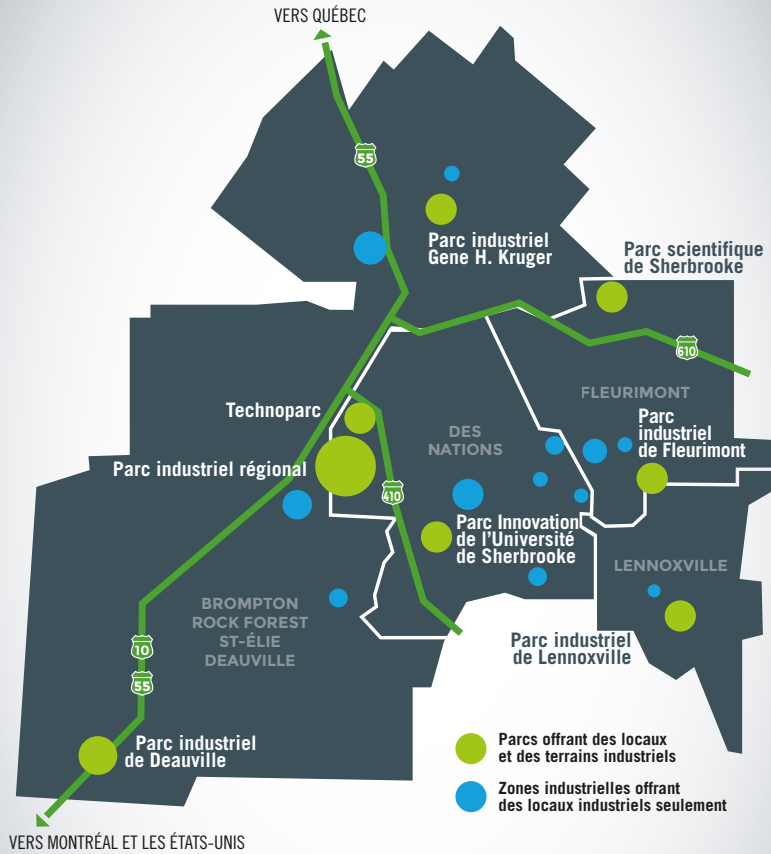 VERS QUÉBEC
55
Parc industriel
Gene H. Kruger
Parc scientifique
de Sherbrooke
610
FLEURIMONT
Technoparc
DES
NATIONS
Parc
industriel
de Fleurimont
Parc industriel régional
410
Parc Innovation
de l'Université
de Sherbrooke
LENNOXVILLE
BROMPTON
ROCK FOREST
ST-ÉLIE
DEAUVILLE
10
55
Parc industriel
de Lennoxville
Parc industriel
de Deauville
Parcs offrant des locaux
et des terrains industriels
Zones industrielles offrant
des locaux industriels seulement
VERS MONTRÉAL ET LES ÉTATS-UNIS